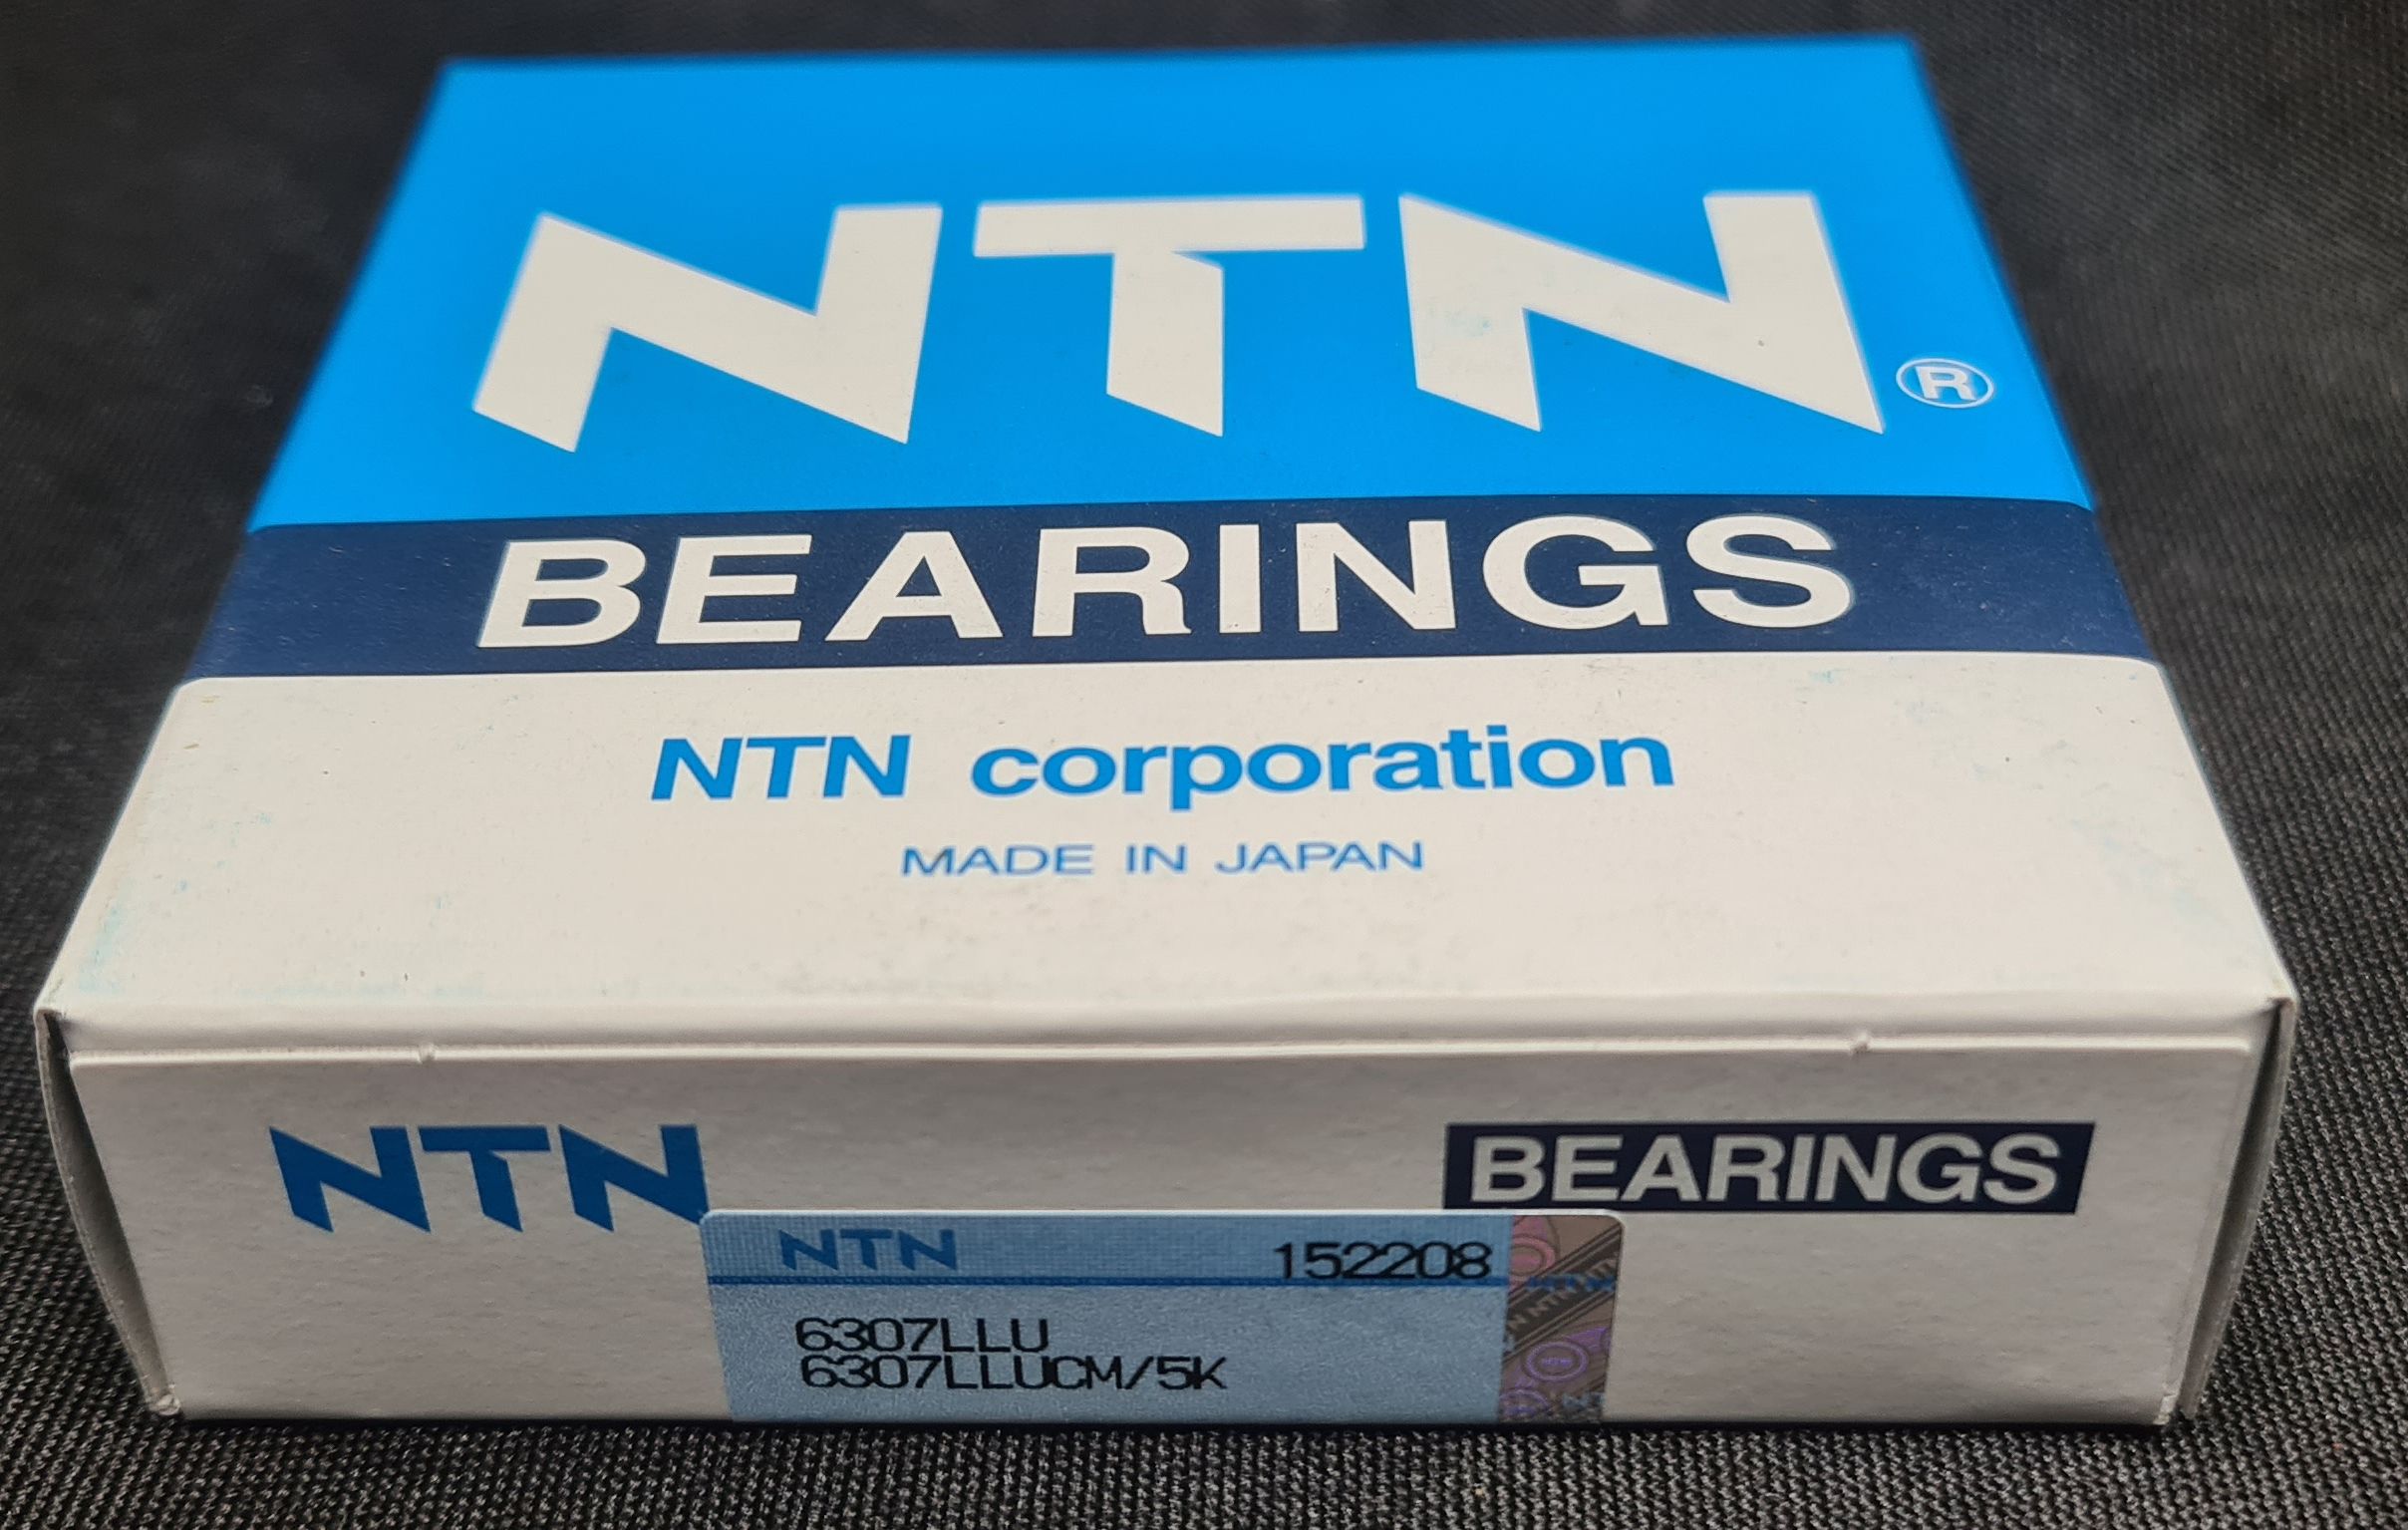 NTN®
BEARINGS
NTN corporation
MADE IN JAPAN
NTN
BEARINGS
NTN
152208
6307LLU
6307LLUCM/5K